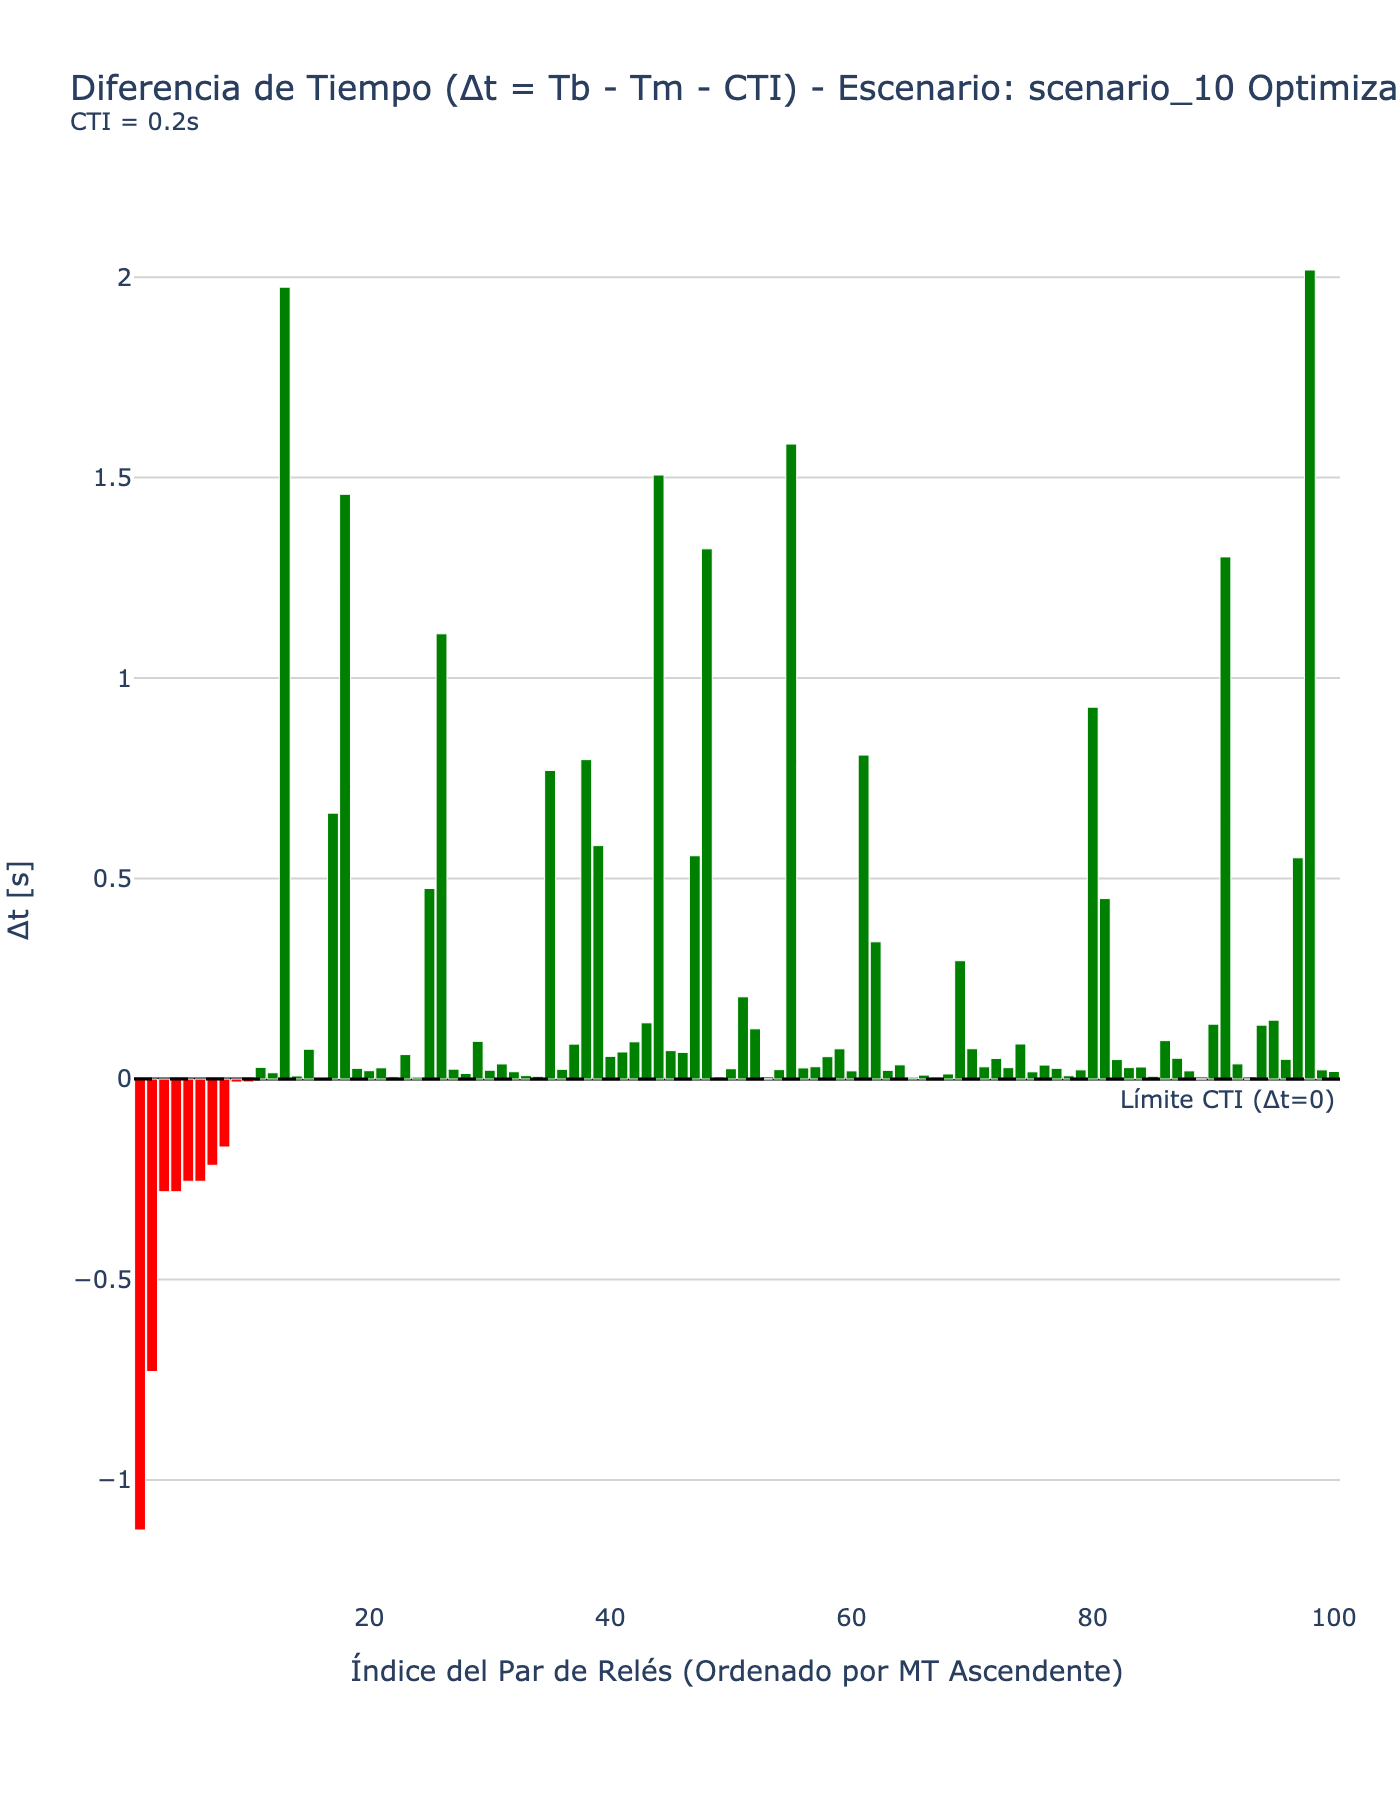 Diferencia de Tiempo (Δt = Tb - Tm - CTI) - Escenario: scenario_10 Optimiza
CTI = 0.2s
2
1.5
1
0.5
0
−0.5
−1
Δt [s]
Límite CTI (Δt=0)
20 40 60 80 100
Índice del Par de Relés (Ordenado por MT Ascendente)